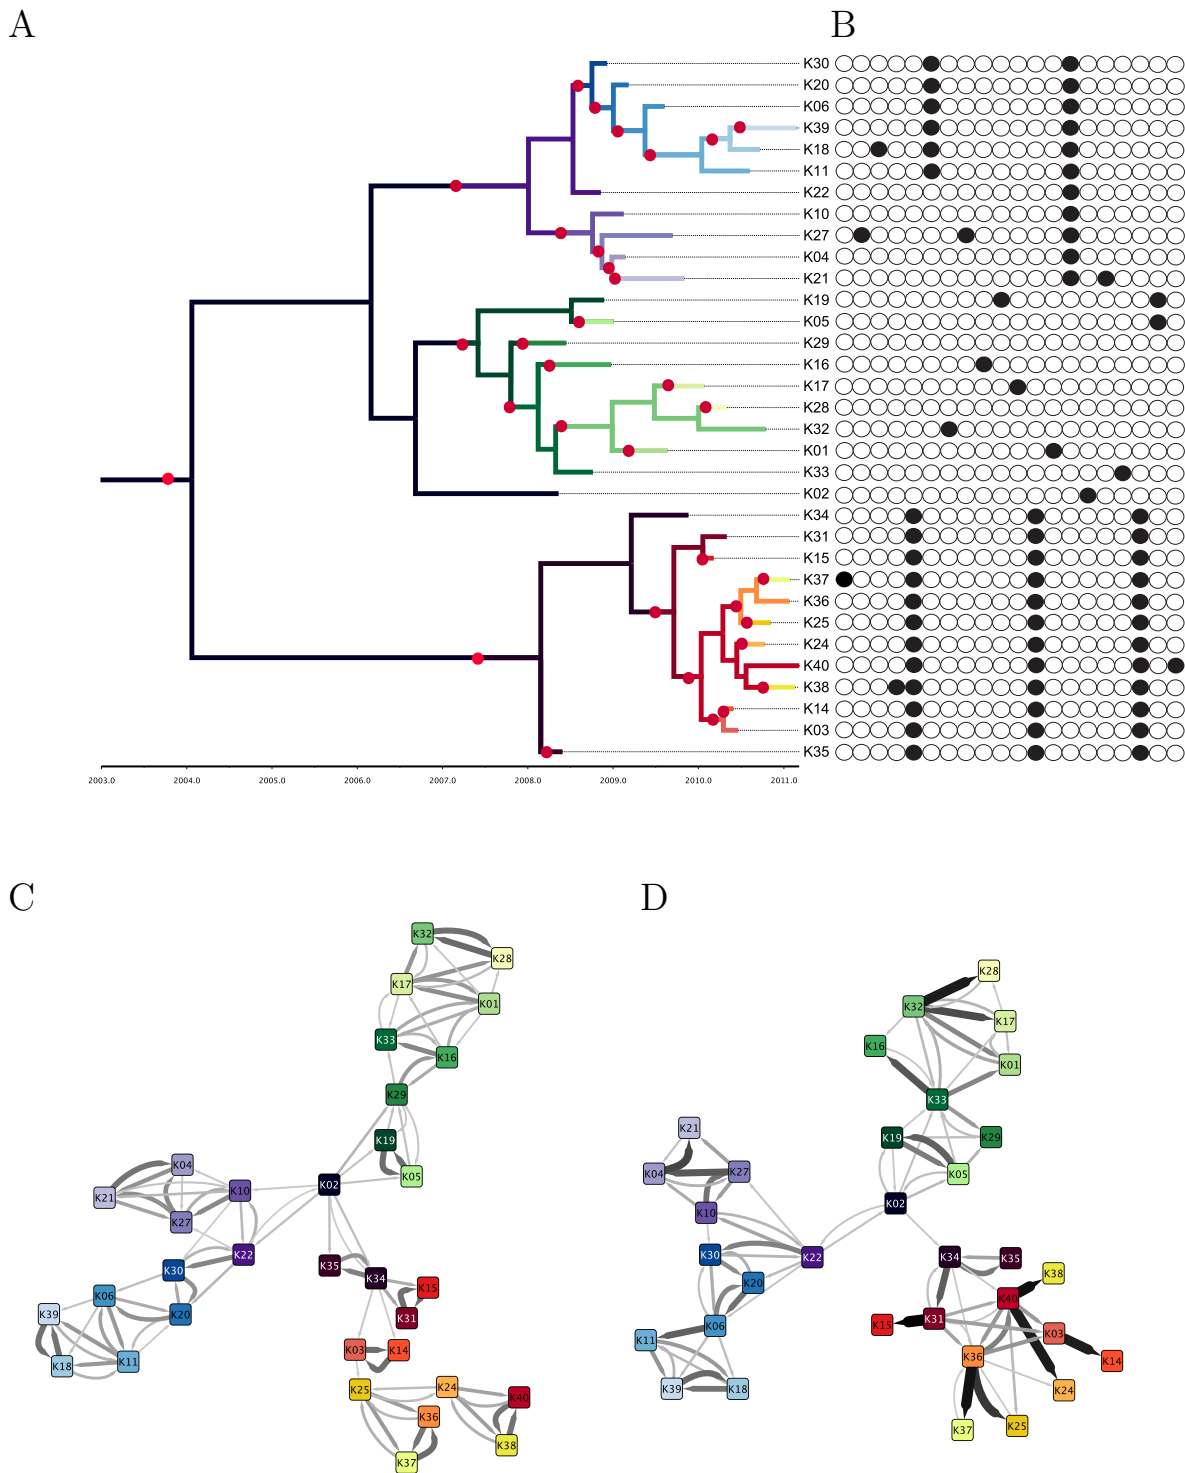 A B
K30
K20
K06
K39
K18
K11
K22
K10
K27
K04
K21
K19
K05
K29
K16
K17
K28
K32
K01
K33
K02
K34
K31
K15
K37
K36
K25
K24
K40
K38
K14
K03
K35
2003.0 2004.0 2005.0 2006.0 2007.0 2008.0 2009.0 2010.0 2011.0
C D
K32
K28
K17
K01
K33
K16
K29
K19
K05
K04
K21
K10
K27
K02
K22
K30
K35
K34
K15
K06
K39
K20
K31
K11
K18
K03
K14
K25
K24
K40
K36
K38
K37
K28
K32
K17
K16
K01
K33
K21
K19
K29
K04
K27
K05
K10
K02
K30
K22
K34
K35
K20
K38
K40
K06
K31
K15
K11
K03
K36
K14
K39
K18
K24
K25
K37